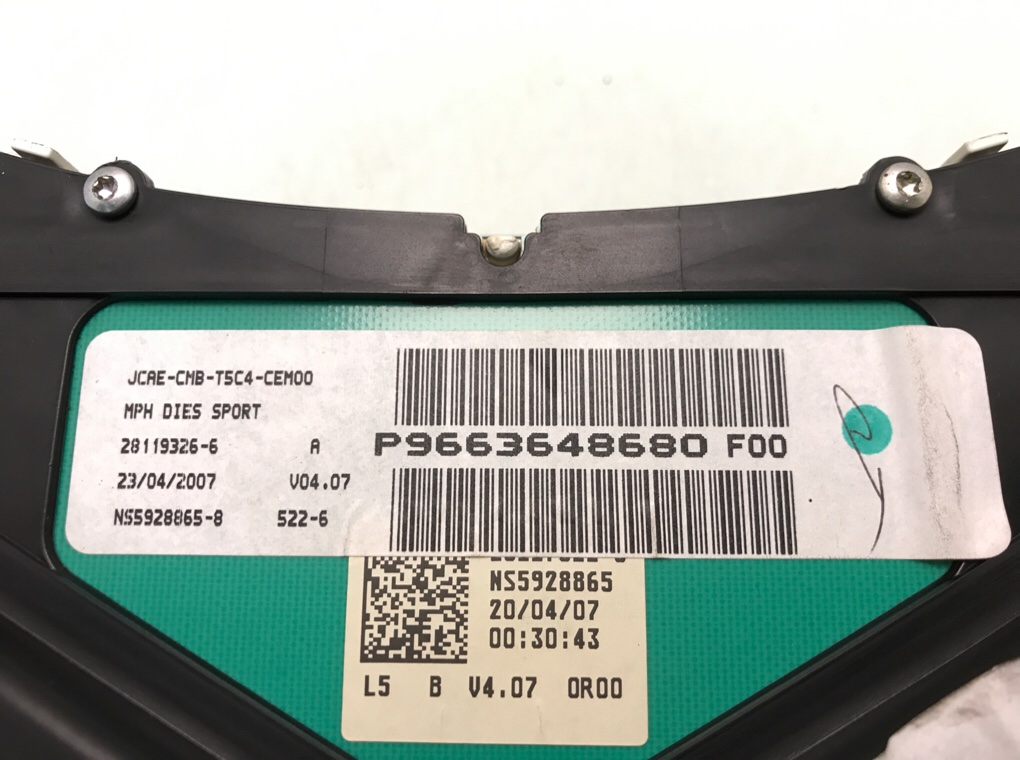 JCAE-CMB-T5C4-CEM00
MPH DIES SPORT
28119326-6 A
23/04/2007 V04.07
NS5928865-8 522-6
P9663648680 F00
NS5928865
20/04/07
00:30:43
L5 B V4.07 0R00